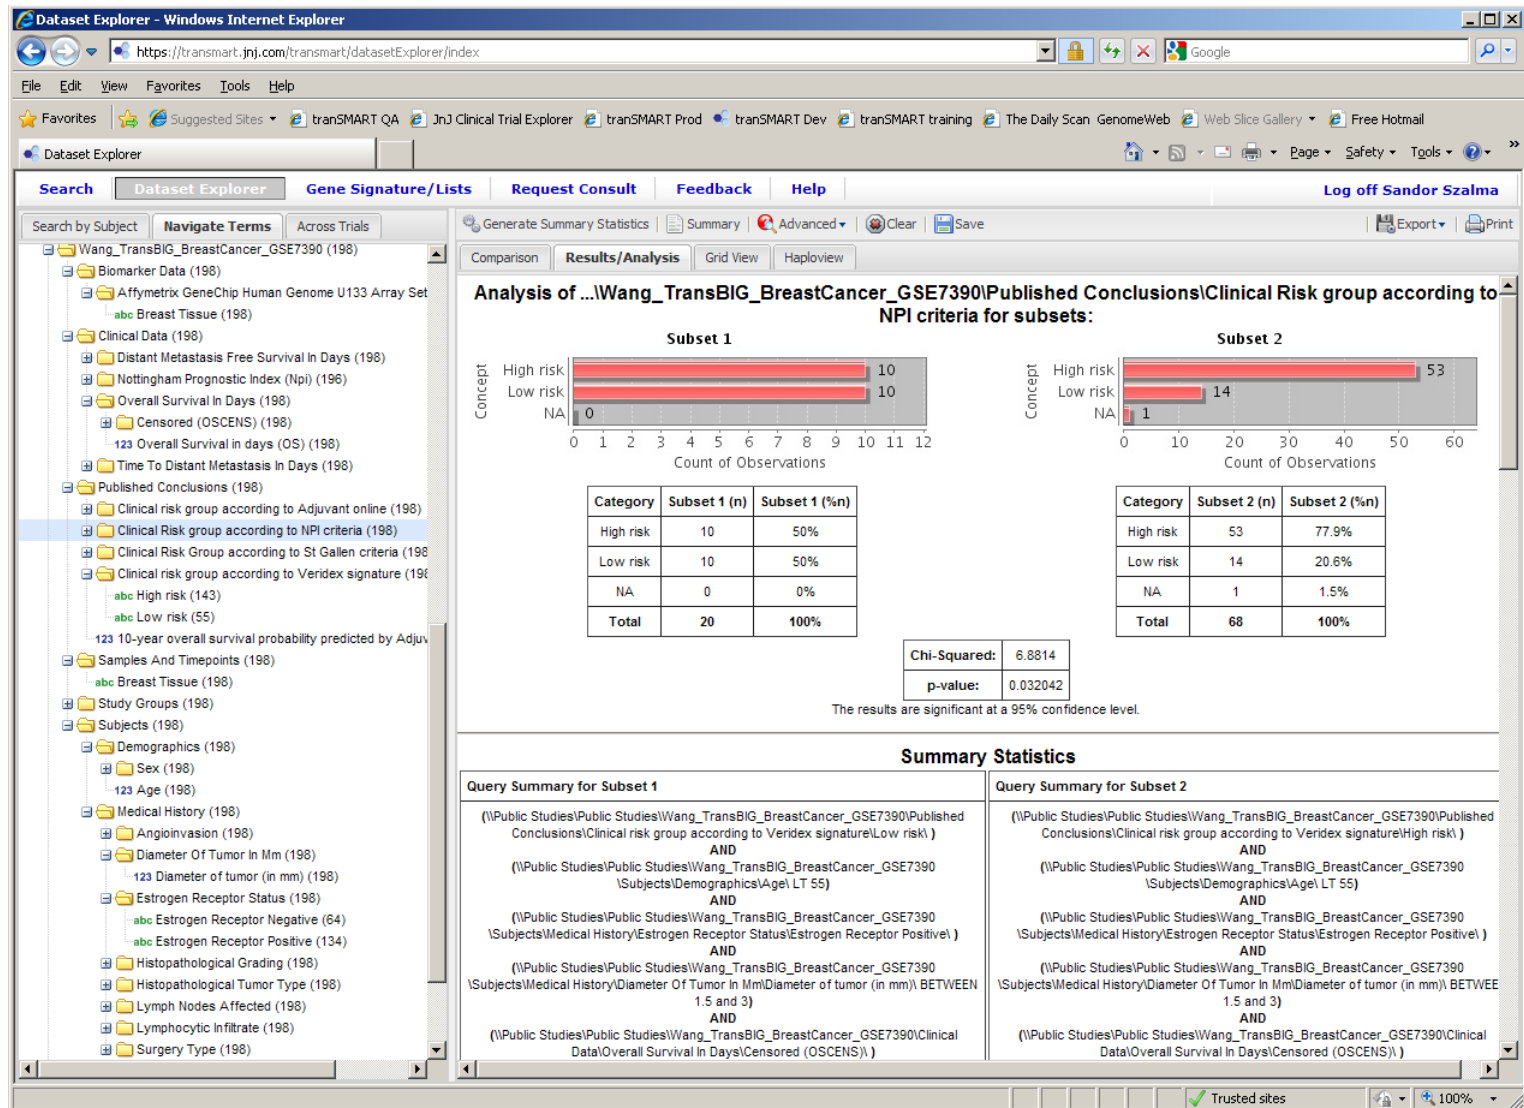 Dataset Explorer - Windows Internet Explorer
https://transmart.jnj.com/transmart/datasetExplorer/index
Google
File Edit View Favorites Tools Help
Favorites Suggested Sites tranSMART QA JnJ Clinical Trial Explorer tranSMART Prod tranSMART Dev tranSMART training The Daily Scan GenomeWeb Web Slice Gallery Free Hotmail
Dataset Explorer
Page Safety Tools »
Search Dataset Explorer Gene Signature/Lists Request Consult Feedback Help Log off Sandor Szalma
Search by Subject Navigate Terms Across Trials
Wang_TransBIG_BreastCancer_GSE7390 (198)
Biomarker Data (198)
Affymetrix GeneChip Human Genome U133 Array Set
abc Breast Tissue (198)
Clinical Data (198)
Distant Metastasis Free Survival In Days (198)
Nottingham Prognostic Index (Npi) (196)
Overall Survival In Days (198)
Censored (OSCENS) (198)
123 Overall Survival in days (OS) (198)
Time To Distant Metastasis In Days (198)
Published Conclusions (198)
Clinical risk group according to Adjuvant online (198)
Clinical Risk group according to NPI criteria (198)
Clinical Risk Group according to St Gallen criteria (198
Clinical risk group according to Veridex signature (198
abc High risk (143)
abc Low risk (55)
123 10-year overall survival probability predicted by Adjuv
Samples And Timepoints (198)
abc Breast Tissue (198)
Study Groups (198)
Subjects (198)
Demographics (198)
Sex (198)
123 Age (198)
Medical History (198)
Angioinvasion (198)
Diameter Of Tumor In Mm (198)
123 Diameter of tumor (in mm) (198)
Estrogen Receptor Status (198)
abc Estrogen Receptor Negative (64)
abc Estrogen Receptor Positive (134)
Histopathological Grading (198)
Histopathological Tumor Type (198)
Lymph Nodes Affected (198)
Lymphocytic Infiltrate (198)
Surgery Type (198)
Generate Summary Statistics Summary Advanced Clear Save Export Print
Comparison Results/Analysis Grid View Haploview
Analysis of ...\Wang_TransBIG_BreastCancer_GSE7390\Published Conclusions\Clinical Risk group according to
NPI criteria for subsets:
Subset 1
Concept
High risk 10
Low risk 10
NA 0
0 1 2 3 4 5 6 7 8 9 10 11 12
Count of Observations
Subset 2
Concept
High risk 53
Low risk 14
NA 1
0 10 20 30 40 50 60
Count of Observations
Category Subset 1 (n) Subset 1 (%n)
High risk 10 50%
Low risk 10 50%
NA 0 0%
Total 20 100%
Category Subset 2 (n) Subset 2 (%n)
High risk 53 77.9%
Low risk 14 20.6%
NA 1 1.5%
Total 68 100%
Chi-Squared: 6.8814
p-value: 0.032042
The results are significant at a 95% confidence level.
Summary Statistics
Query Summary for Subset 1
(\\Public Studies\Public Studies\Wang_TransBIG_BreastCancer_GSE7390\Published
Conclusions\Clinical risk group according to Veridex signature\Low risk\ )
AND
(\\Public Studies\Public Studies\Wang_TransBIG_BreastCancer_GSE7390
\Subjects\Demographics\Age\ LT 55)
AND
(\\Public Studies\Public Studies\Wang_TransBIG_BreastCancer_GSE7390
\Subjects\Medical History\Estrogen Receptor Status\Estrogen Receptor Positive\ )
AND
(\\Public Studies\Public Studies\Wang_TransBIG_BreastCancer_GSE7390
\Subjects\Medical History\Diameter Of Tumor In Mm\Diameter of tumor (in mm)\ BETWEEN
1.5 and 3)
AND
(\\Public Studies\Public Studies\Wang_TransBIG_BreastCancer_GSE7390\Clinical
Data\Overall Survival In Days\Censored (OSCENS)\ )
Query Summary for Subset 2
(\\Public Studies\Public Studies\Wang_TransBIG_BreastCancer_GSE7390\Published
Conclusions\Clinical risk group according to Veridex signature\High risk\ )
AND
(\\Public Studies\Public Studies\Wang_TransBIG_BreastCancer_GSE7390
\Subjects\Demographics\Age\ LT 55)
AND
(\\Public Studies\Public Studies\Wang_TransBIG_BreastCancer_GSE7390
\Subjects\Medical History\Estrogen Receptor Status\Estrogen Receptor Positive\ )
AND
(\\Public Studies\Public Studies\Wang_TransBIG_BreastCancer_GSE7390
\Subjects\Medical History\Diameter Of Tumor In Mm\Diameter of tumor (in mm)\ BETWEE
1.5 and 3)
AND
(\\Public Studies\Public Studies\Wang_TransBIG_BreastCancer_GSE7390\Clinical
Data\Overall Survival In Days\Censored (OSCENS)\ )
Trusted sites 100%